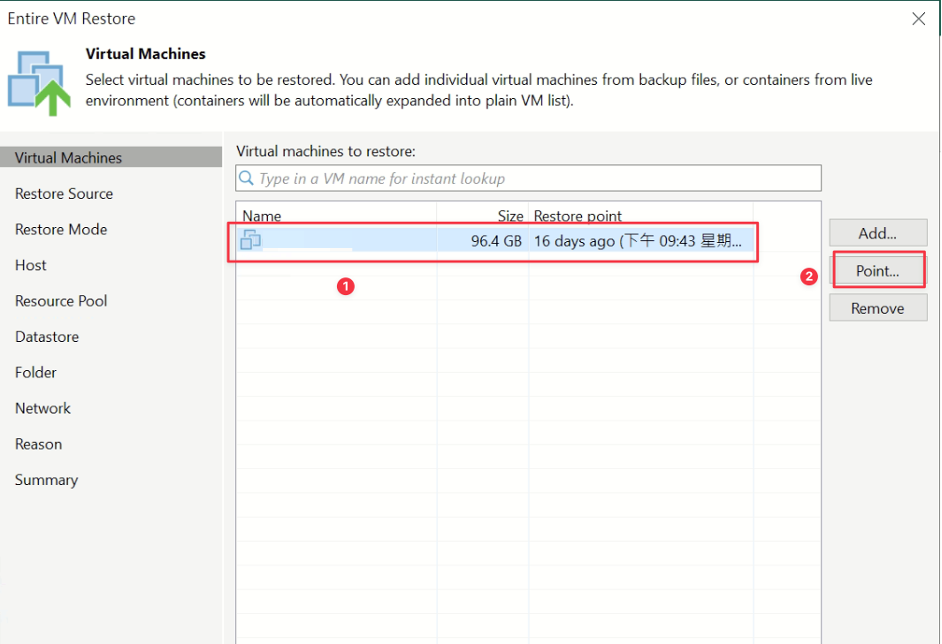 Entire VM Restore
Virtual Machines
Select virtual machines to be restored. You can add individual virtual machines from backup files, or containers from live
environment (containers will be automatically expanded into plain VM list).
Virtual Machines
Restore Source
Restore Mode
Host
Resource Pool
Datastore
Folder
Network
Reason
Summary
Virtual machines to restore:
Type in a VM name for instant lookup
Name Size Restore point
96.4 GB 16 days ago (下午 09:43 星期...
1
2
Add...
Point...
Remove